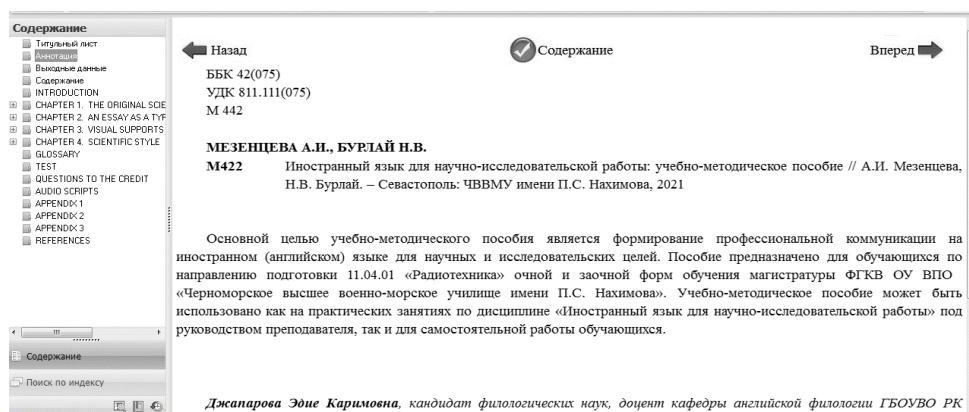 Содержание
Титульный лист
Аннотация
Выходные данные
Содержание
INTRODUCTION
CHAPTER 1. THE ORIGINAL SCIE
CHAPTER 2. AN ESSAY AS A TYP
CHAPTER 3. VISUAL SUPPORTS
CHAPTER 4. SCIENTIFIC STYLE
GLOSSARY
TEST
QUESTIONS TO THE CREDIT
AUDIO SCRIPTS
APPENDIX 1
APPENDIX 2
APPENDIX 3
REFERENCES
Содержание
Поиск по индексу
Назад Содержание Вперед
ББК 42(075)
УДК 811.111(075)
М 442
МЕЗЕНЦЕВА А.И., БУРЛАЙ Н.В.
М422 Иностранный язык для научно-исследовательской работы: учебно-методическое пособие // А.И. Мезенцева,
Н.В. Бурлай. – Севастополь: ЧВВМУ имени П.С. Нахимова, 2021
Основной целью учебно-методического пособия является формирование профессиональной коммуникации на
иностранном (английском) языке для научных и исследовательских целей. Пособие предназначено для обучающихся по
направлению подготовки 11.04.01 «Радиотехника» очной и заочной форм обучения магистратуры ФГКВ ОУ ВПО
«Черноморское высшее военно-морское училище имени П.С. Нахимова». Учебно-методическое пособие может быть
использовано как на практических занятиях по дисциплине «Иностранный язык для научно-исследовательской работы» под
руководством преподавателя, так и для самостоятельной работы обучающихся.
Джапарова Эдие Каримовна, кандидат филологических наук, доцент кафедры английской филологии ГБОУВО РК